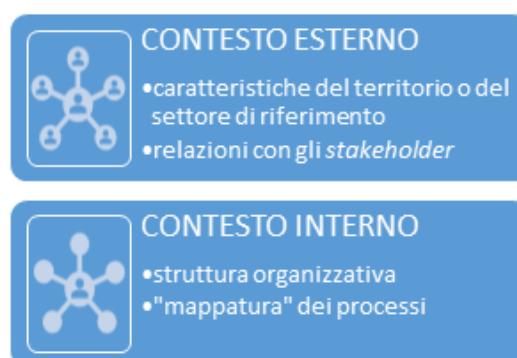 CONTESTO ESTERNO
•caratteristiche del territorio o del
settore di riferimento
•relazioni con gli stakeholder
CONTESTO INTERNO
•struttura organizzativa
•"mappatura" dei processi